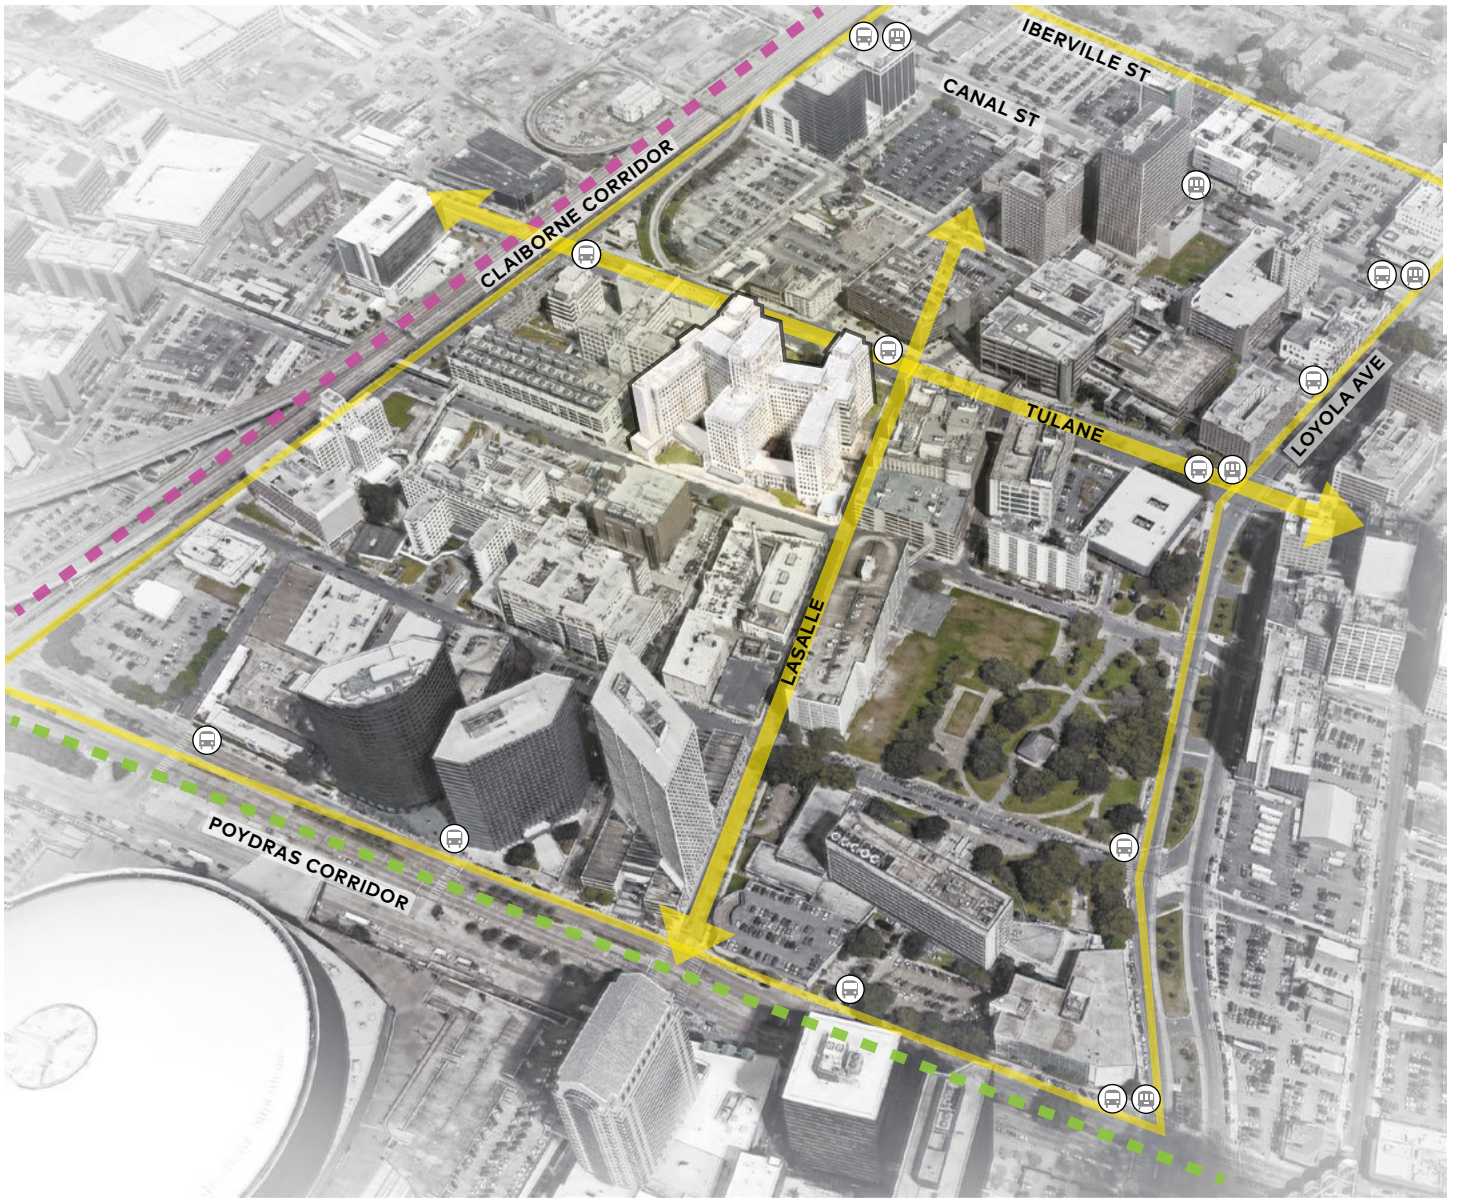 IBERVILLE ST
CANAL ST
CLAIBORNE CORRIDOR
LOYOLA AVE
TULANE
LASALLE
POYDRAS CORRIDOR